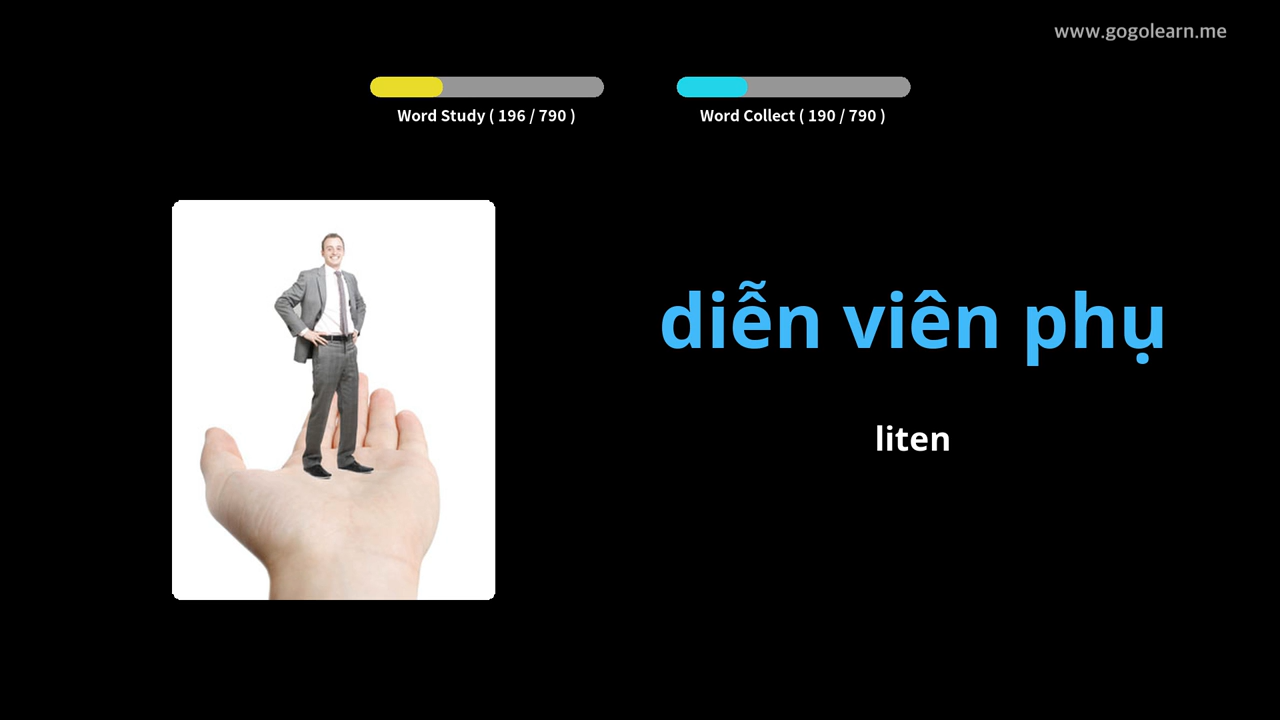 www.gogolearn.me
Word Study ( 196 / 790 )
Word Collect ( 190 / 790 )
diễn viên phụ
liten